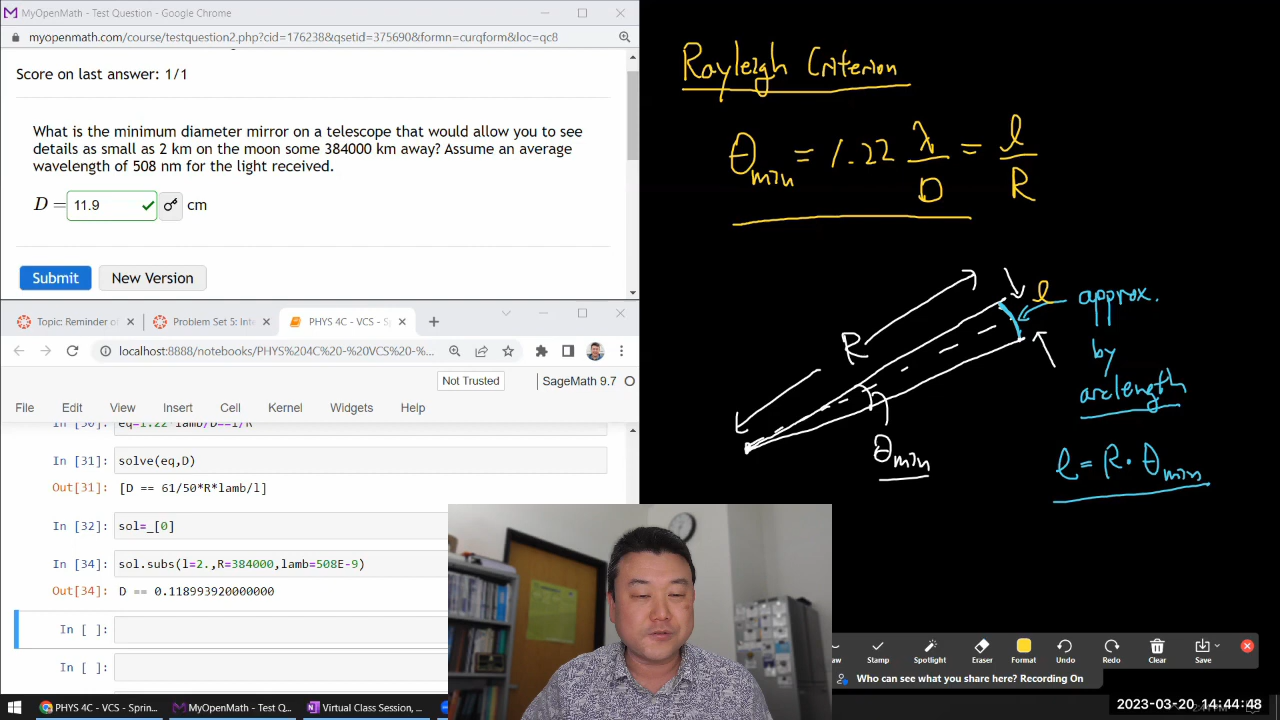 MyOpenMath - Test Question - Google Chrome
myopenmath.com/course/testquestion2.php?cid=176238&qsetid=375690&formn=curqform&loc=qc8
Score on last answer: 1/1
What is the minimum diameter mirror on a telescope that would allow you to see
details as small as 2 km on the moon some 384000 km away? Assume an average
wavelength of 508 nm for the light received.
D = 11.9 cm
Submit New Version
Topic: Reminder o
Problem Set 5: Int
PHYS 4C - VCS - Sp
localhost:8888/notebooks/PHYS%204C%20-%20VCS%20-%
Not Trusted SageMath 9.7
File Edit View Insert Cell Kernel Widgets Help
In [30] eq=1.22*lamb/D==l/R
In [31] solve(eq,D)
Out[31]: [D == 61/50*R*lamb/l]
In [32] sol=_[0]
In [34] sol.subs(l=2.,R=384000,lamb=508E-9)
Out[34]: D == 0.118993920000000
In [ ]:
In [ ]:
Rayleigh Criterion
θmin = 1.22 λ/D = l/R
R
l
approx.
by
arclength
θmin
l = R · θmin
Stamp Spotlight Eraser Format Undo Redo Clear Save
Who can see what you share here? Recording On
PHYS 4C - VCS - Sprin...
MyOpenMath - Test Q...
Virtual Class Session, ...
2023-03-20 14:44:48